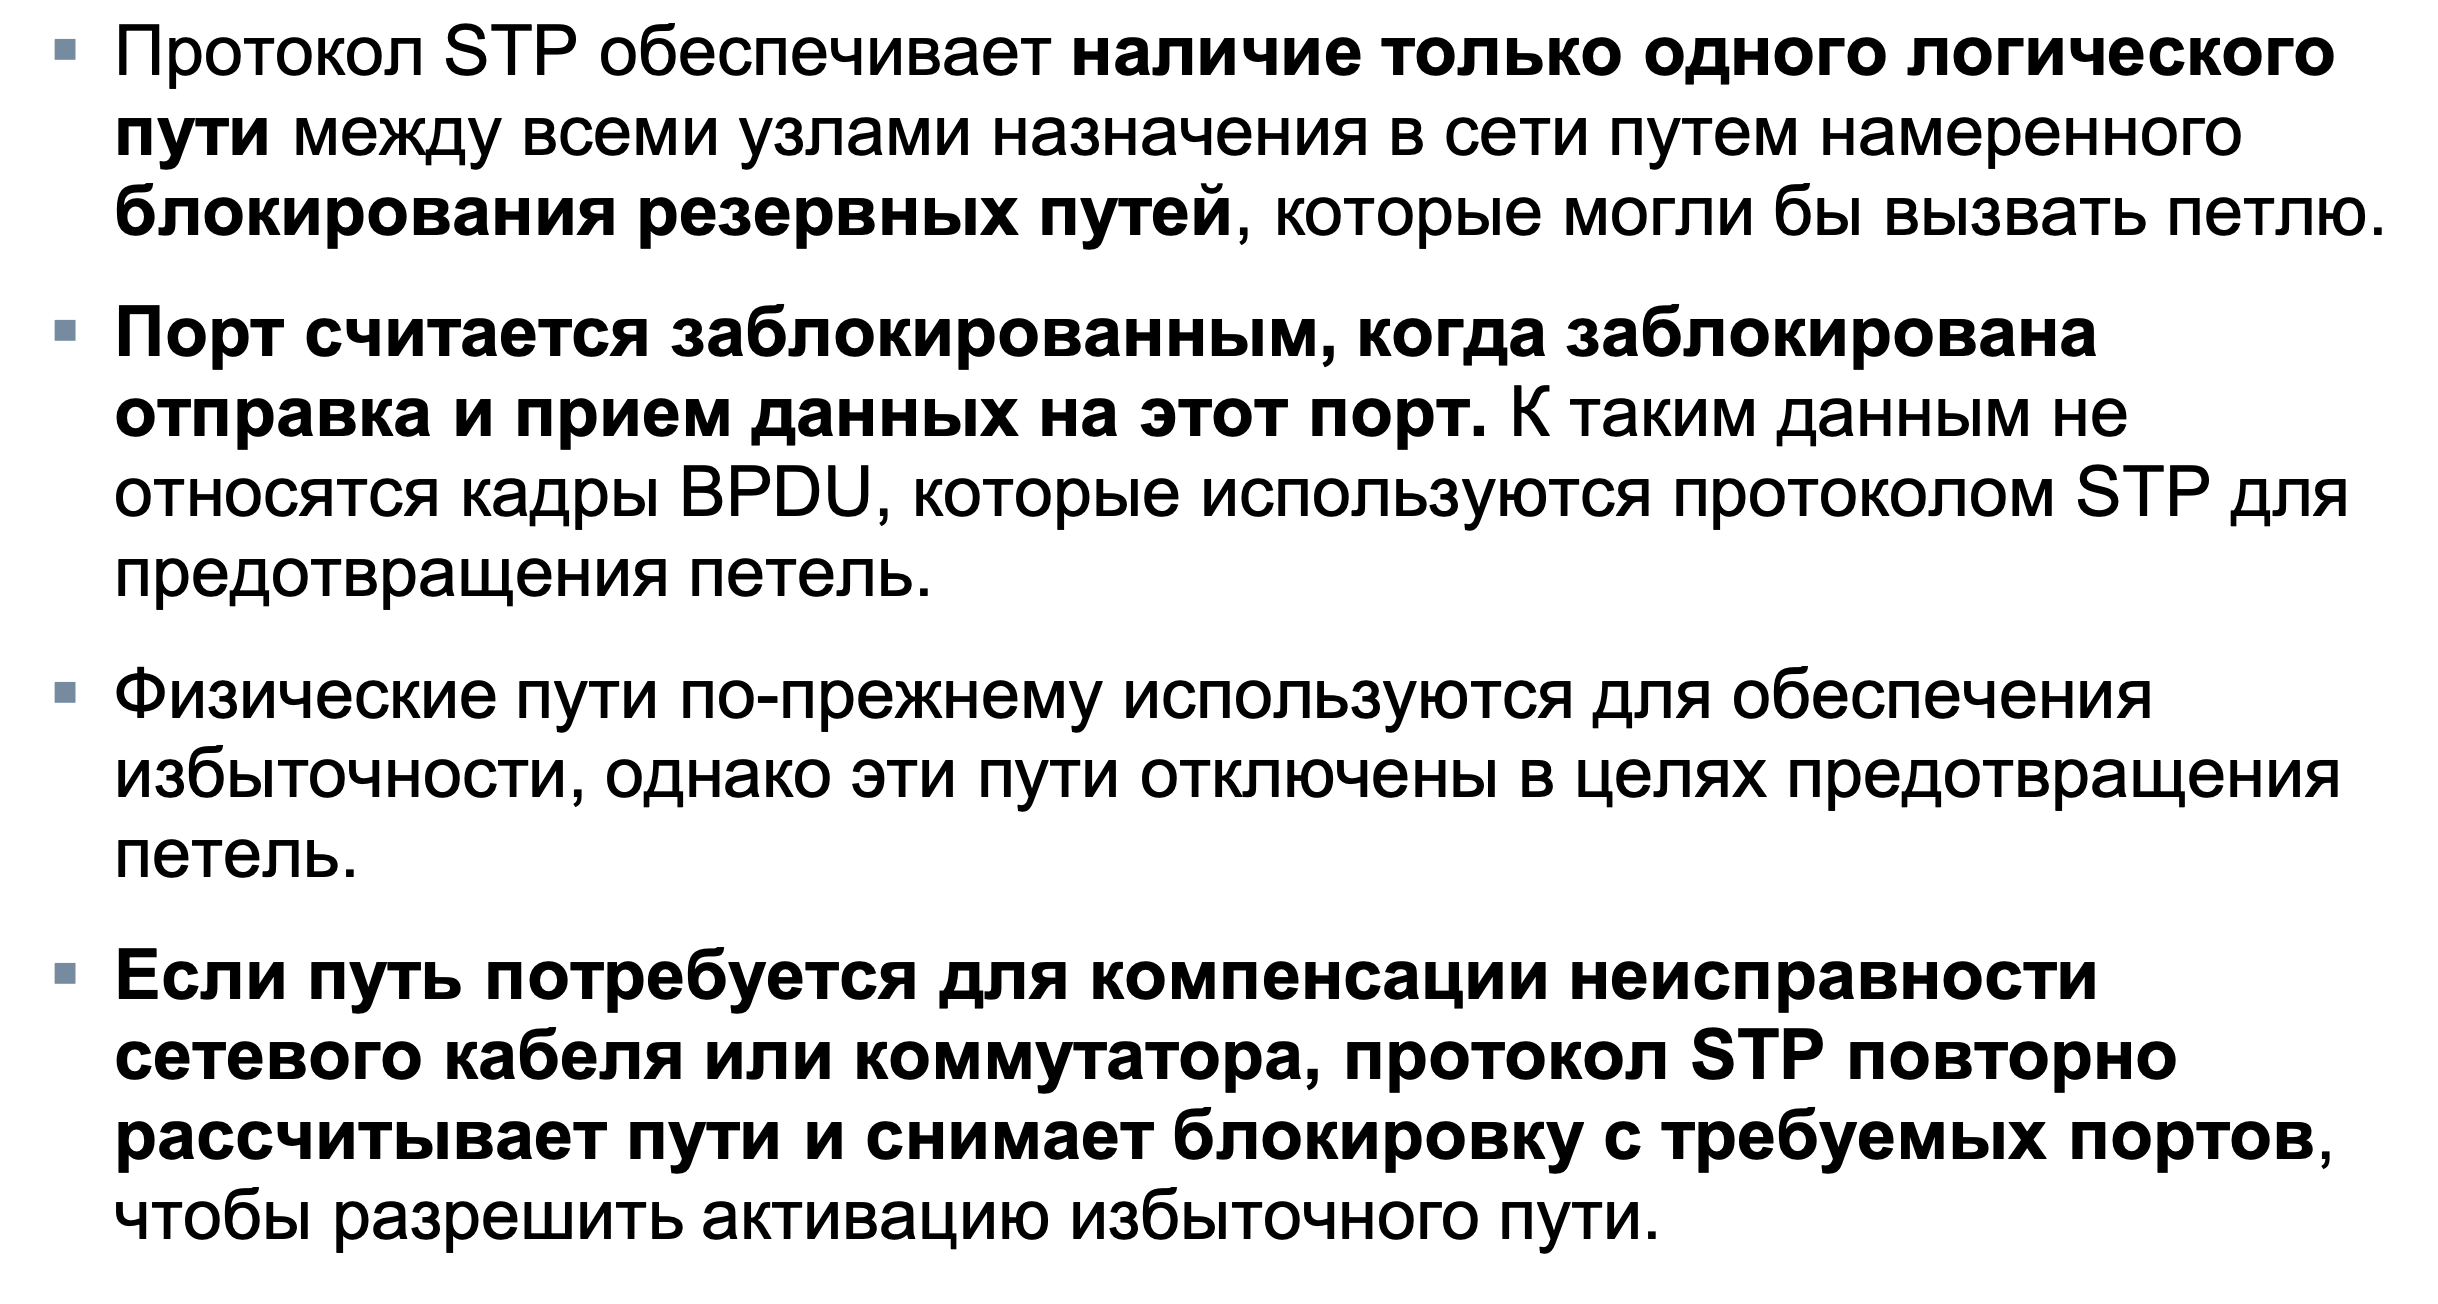 ▪ Протокол STP обеспечивает наличие только одного логического
пути между всеми узлами назначения в сети путем намеренного
блокирования резервных путей, которые могли бы вызвать петлю.
▪ Порт считается заблокированным, когда заблокирована
отправка и прием данных на этот порт. К таким данным не
относятся кадры BPDU, которые используются протоколом STP для
предотвращения петель.
▪ Физические пути по-прежнему используются для обеспечения
избыточности, однако эти пути отключены в целях предотвращения
петель.
▪ Если путь потребуется для компенсации неисправности
сетевого кабеля или коммутатора, протокол STP повторно
рассчитывает пути и снимает блокировку с требуемых портов,
чтобы разрешить активацию избыточного пути.